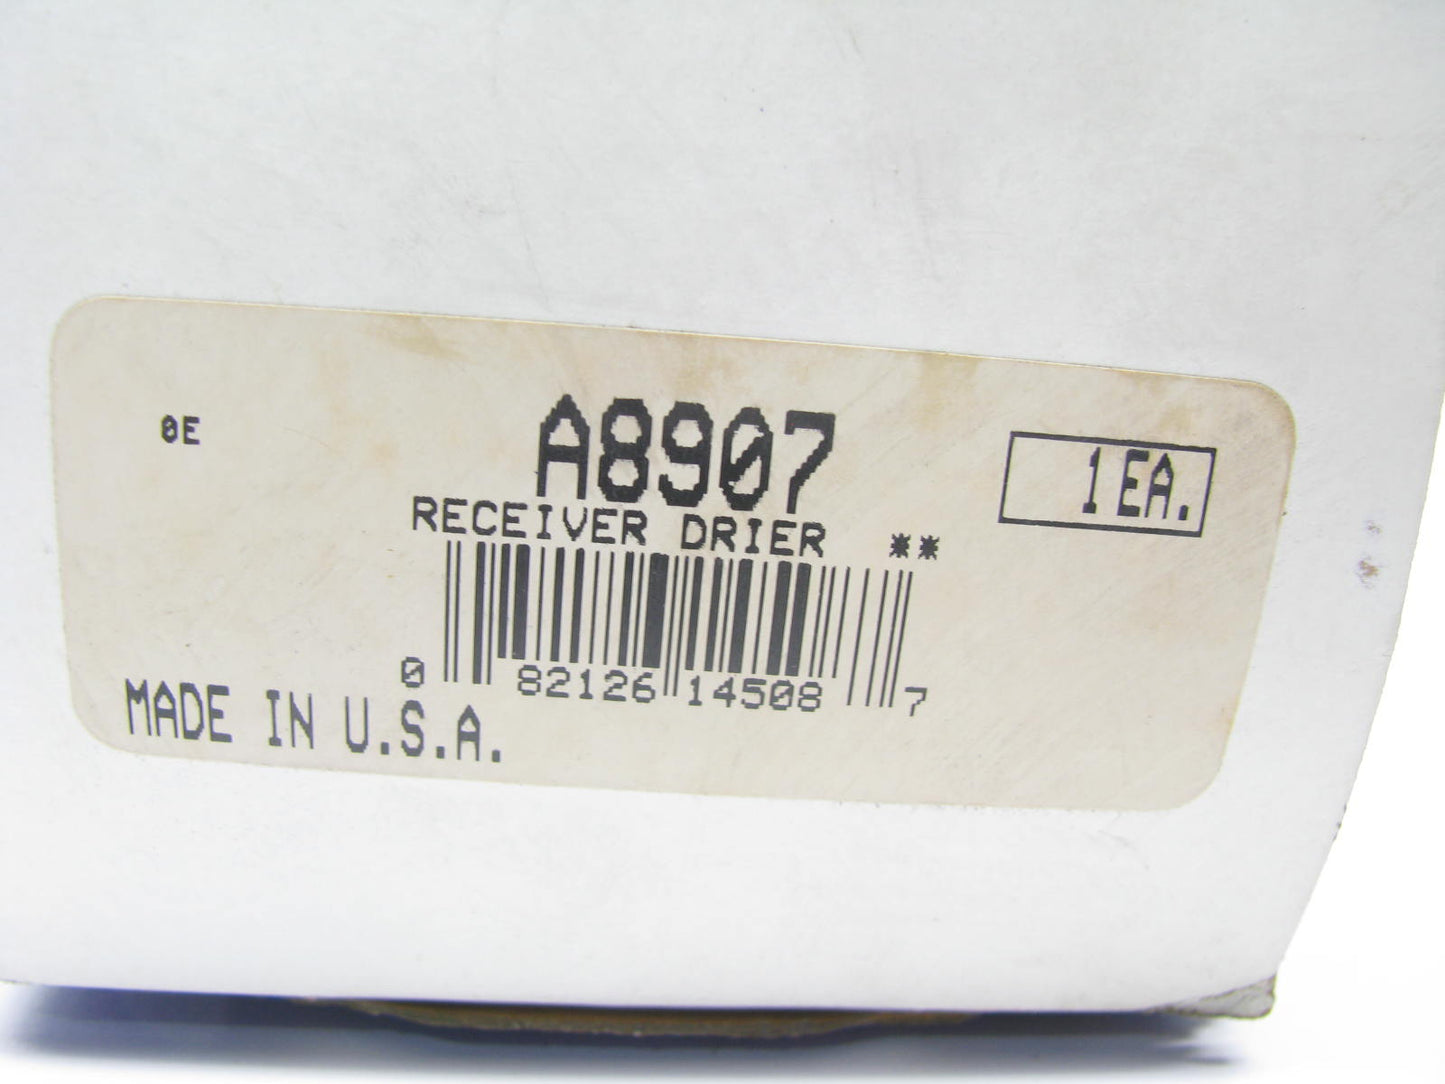 0E
A8907
1 EA.
RECEIVER DRIER **
0 82126 14508 7
MADE IN U.S.A.